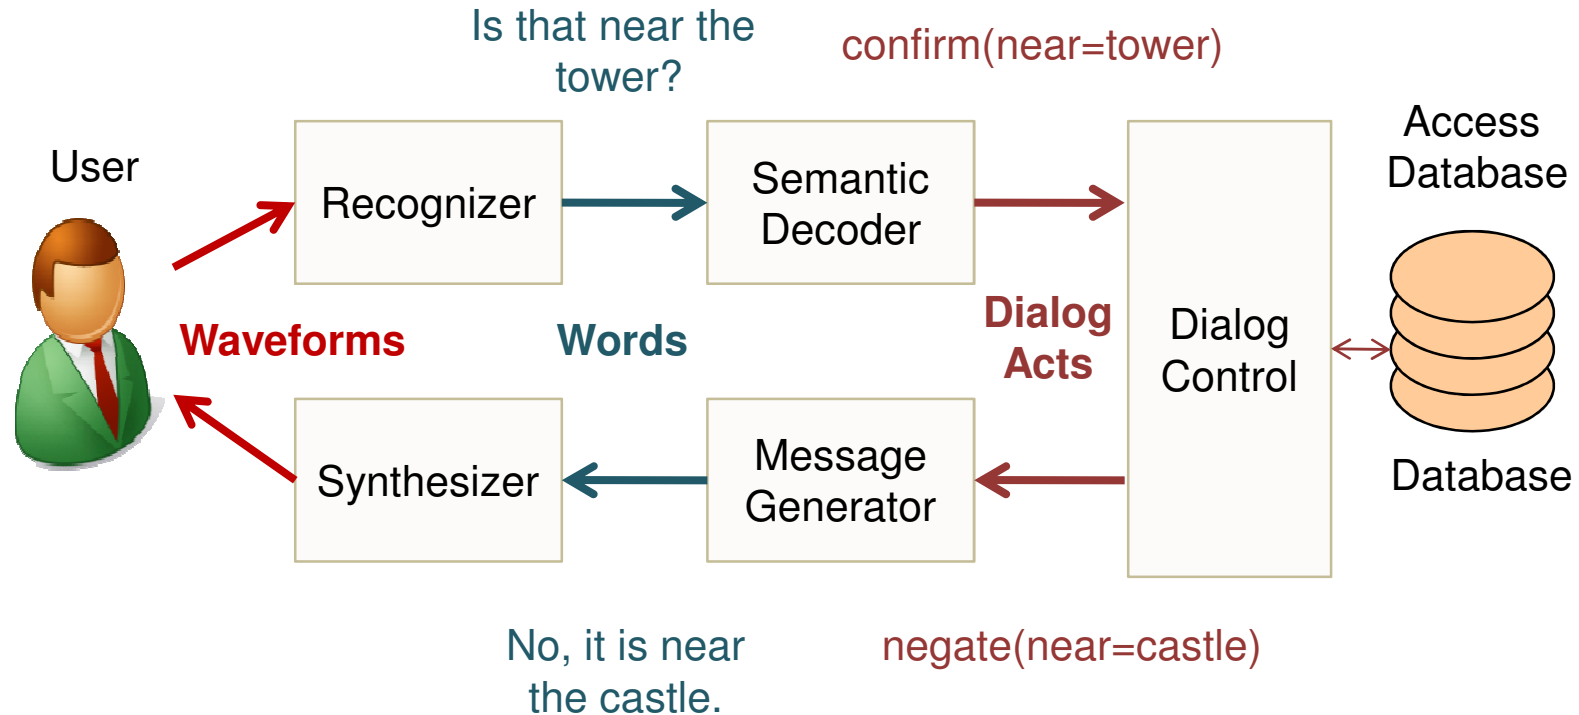 Is that near the
tower?
confirm(near=tower)
User
Recognizer
Semantic
Decoder
Access
Database
Waveforms
Words
Dialog
Acts
Dialog
Control
Synthesizer
Message
Generator
Database
No, it is near
the castle.
negate(near=castle)